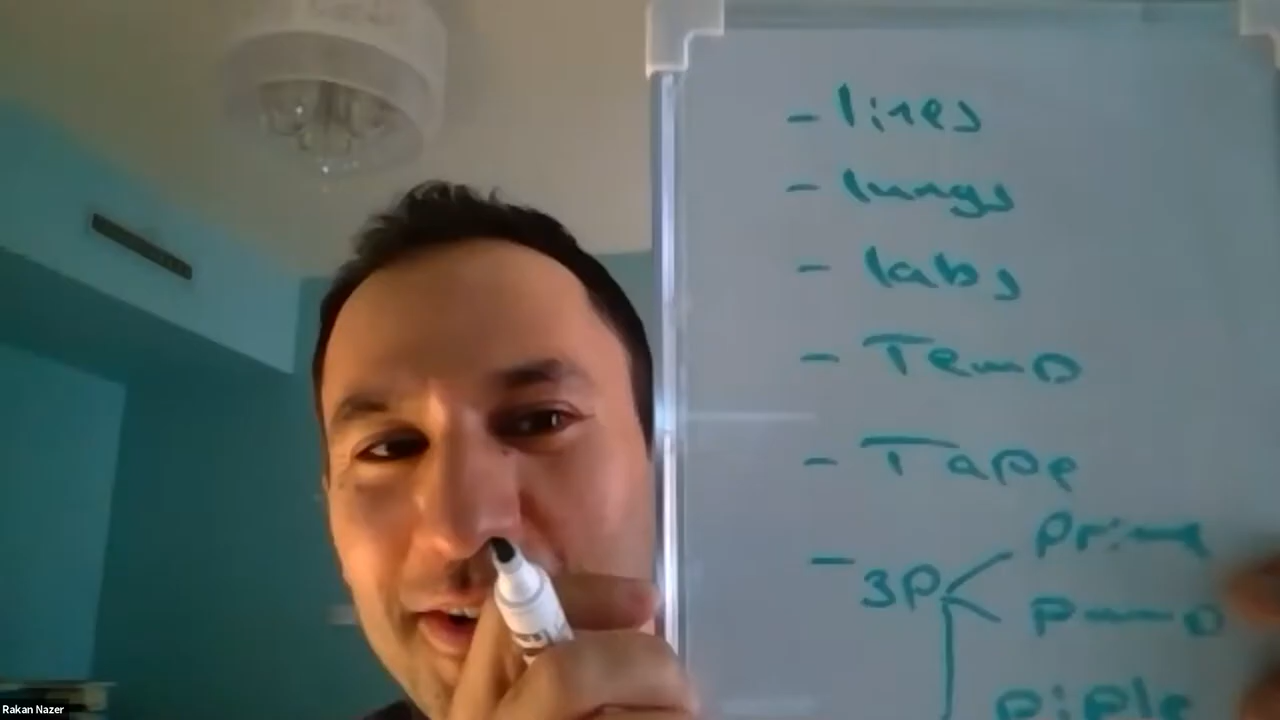 - lines
- lungs
- labs
- Temp
- Tape
- 3P
prime
pump
piple
Rakan Nazer